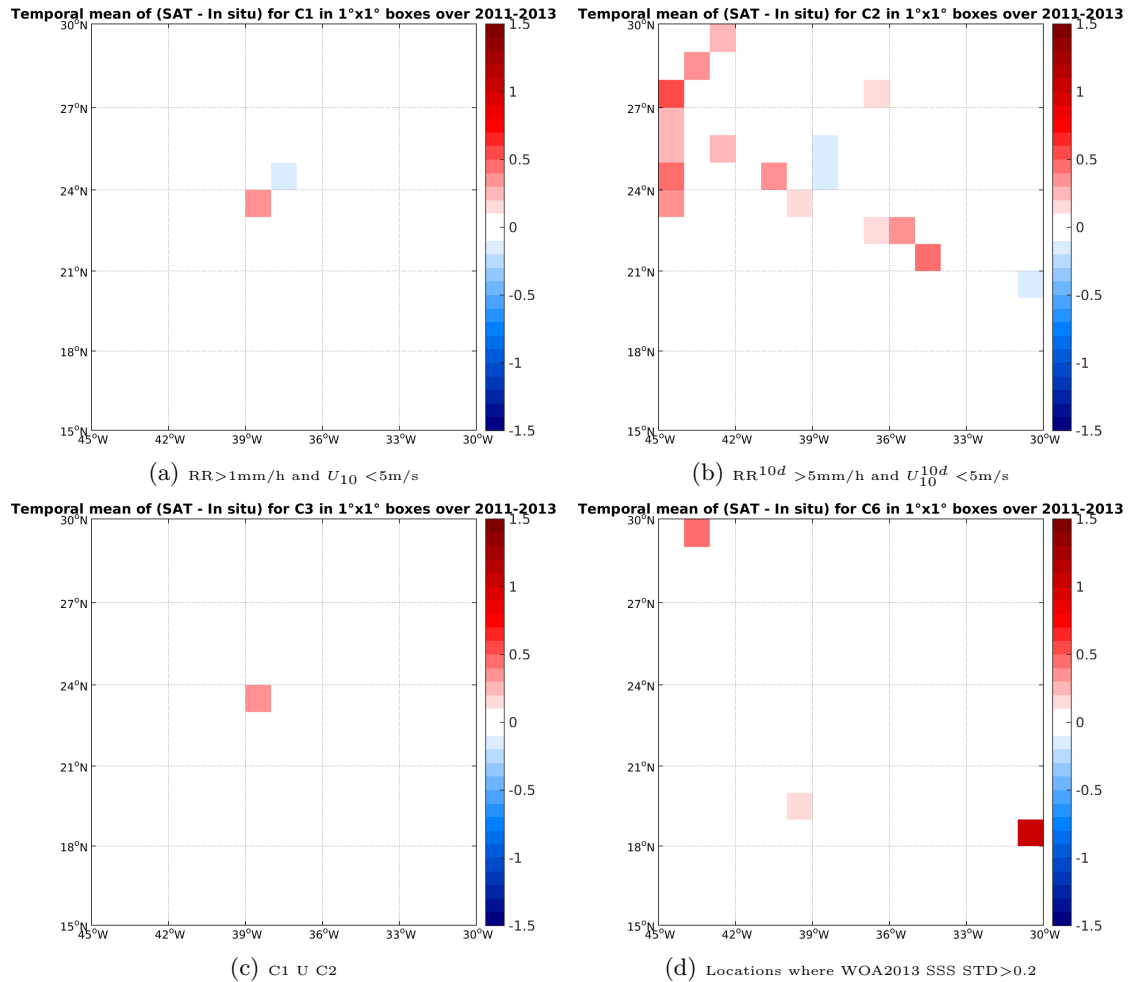 Temporal mean of (SAT - In situ) for C1 in 1°x1° boxes over 2011-2013
30°N
27°N
24°N
21°N
18°N
15°N
45°W 42°W 39°W 36°W 33°W 30°W
1.5
1
0.5
0
-0.5
-1
-1.5
(a) RR>1mm/h and U10 <5m/s
Temporal mean of (SAT - In situ) for C2 in 1°x1° boxes over 2011-2013
30°N
27°N
24°N
21°N
18°N
15°N
45°W 42°W 39°W 36°W 33°W 30°W
1.5
1
0.5
0
-0.5
-1
-1.5
(b) RR^10d >5mm/h and U10^10d <5m/s
Temporal mean of (SAT - In situ) for C3 in 1°x1° boxes over 2011-2013
30°N
27°N
24°N
21°N
18°N
15°N
45°W 42°W 39°W 36°W 33°W 30°W
1.5
1
0.5
0
-0.5
-1
-1.5
(c) C1 U C2
Temporal mean of (SAT - In situ) for C6 in 1°x1° boxes over 2011-2013
30°N
27°N
24°N
21°N
18°N
15°N
45°W 42°W 39°W 36°W 33°W 30°W
1.5
1
0.5
0
-0.5
-1
-1.5
(d) Locations where WOA2013 SSS STD>0.2